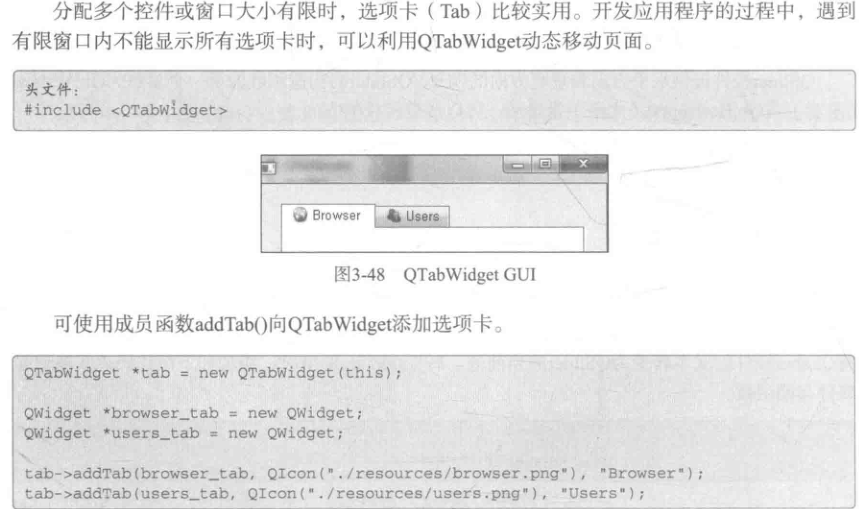 分配多个控件或窗口大小有限时，选项卡（Tab）比较实用。开发应用程序的过程中，遇到
有限窗口内不能显示所有选项卡时，可以利用QTabWidget动态移动页面。
头文件:
#include <QTabWidget>
Browser
Users
图3-48 QTabWidget GUI
可使用成员函数addTab()向QTabWidget添加选项卡。
QTabWidget *tab = new QTabWidget(this);
QWidget *browser_tab = new QWidget;
QWidget *users_tab = new QWidget;
tab->addTab(browser_tab, QIcon("./resources/browser.png"), "Browser");
tab->addTab(users_tab, QIcon("./resources/users.png"), "Users");